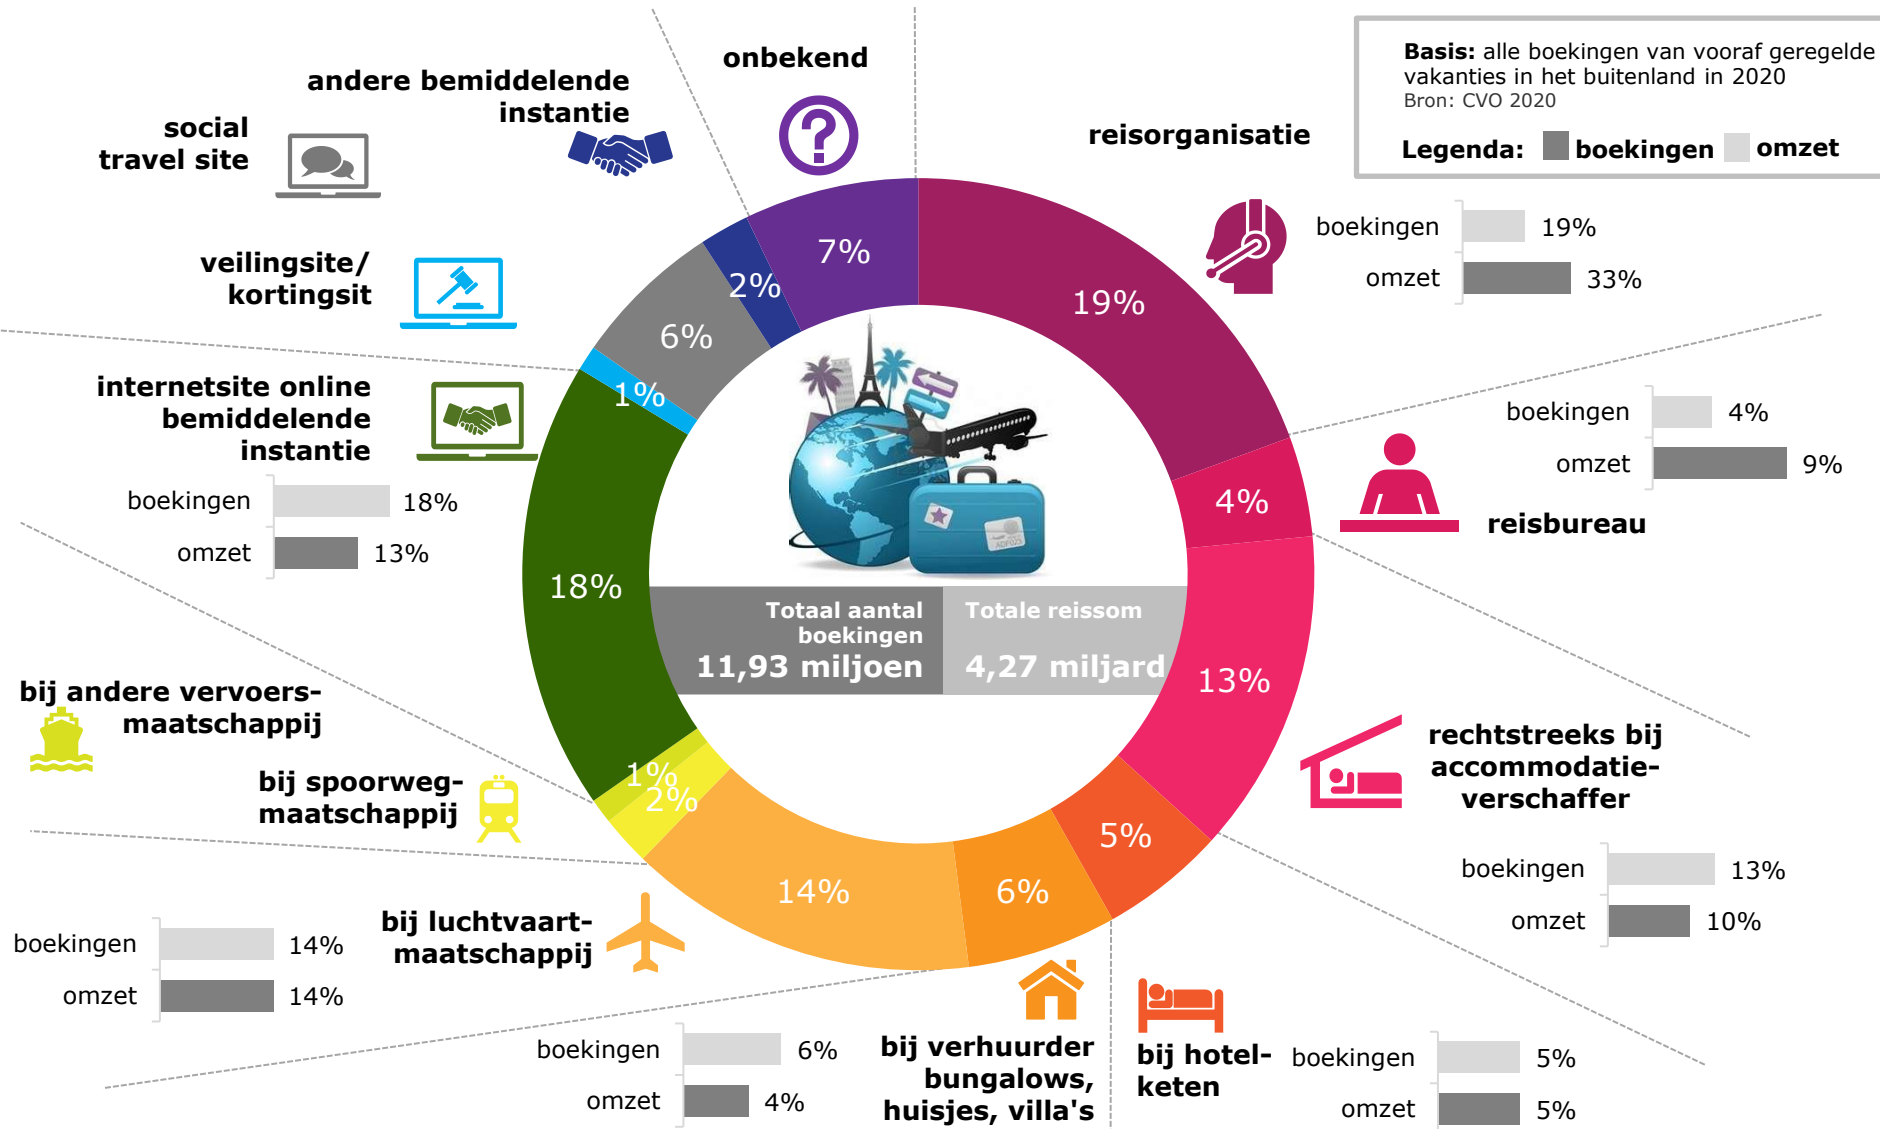 onbekend
andere bemiddelende
instantie
social
travel site
veilingsite/
kortingsit
reisorganisatie
Basis: alle boekingen van vooraf geregelde
vakanties in het buitenland in 2020
Bron: CVO 2020
Legenda: boekingen omzet
boekingen 19%
omzet 33%
boekingen 4%
omzet 9%
reisbureau
internetsite online
bemiddelende
instantie
boekingen 18%
omzet 13%
7%
19%
2%
6%
1%
4%
18%
13%
1%
2%
5%
14%
6%
Totaal aantal
boekingen
11,93 miljoen
Totale reissom
4,27 miljard
bij andere vervoers-
maatschappij
bij spoorweg-
maatschappij
rechtstreeks bij
accommodatie-
verschaffer
boekingen 13%
omzet 10%
bij luchtvaart-
maatschappij
boekingen 14%
omzet 14%
boekingen 6%
omzet 4%
bij verhuurder
bungalows,
huisjes, villa's
bij hotel-
keten
boekingen 5%
omzet 5%